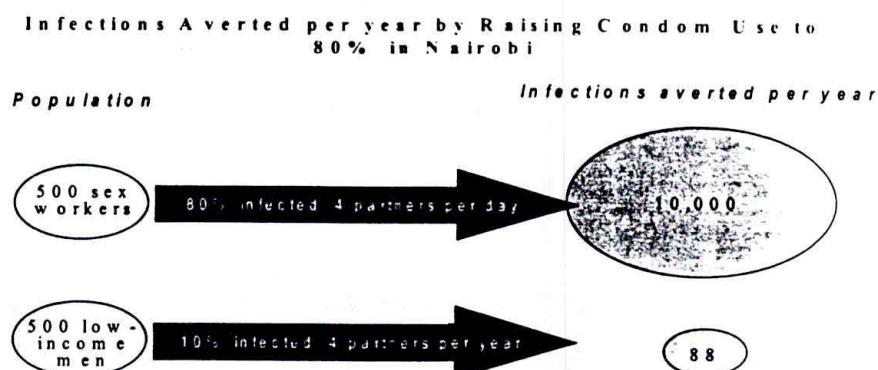 Infections Averted per year by Raising Condom Use to
80% in Nairobi
Population
Infections averted per year
500 sex
workers
80% infected 4 partners per day
10,000
500 low-
income
men
10% infected 4 partners per year
88